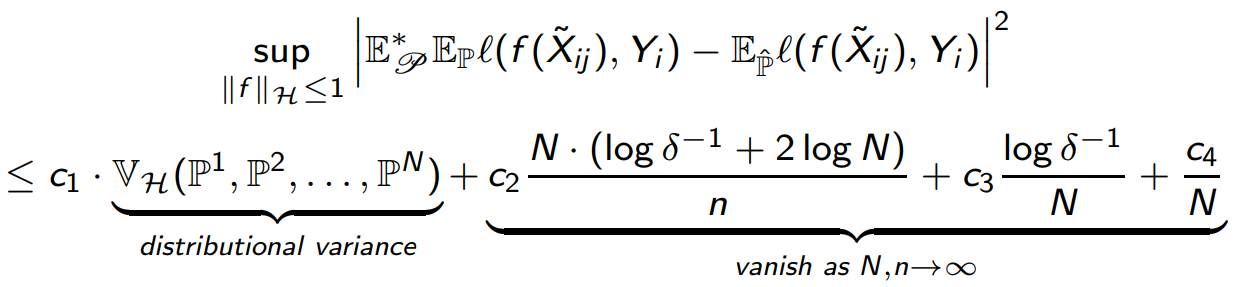 sup ‖f‖_ℋ≤1 |𝔼*_𝒫 𝔼_ℙ ℓ(f(X̃_ij), Y_i) − 𝔼_ℙ̂ ℓ(f(X̃_ij), Y_i)|²
≤ c₁ · 𝕍_ℋ(ℙ¹, ℙ², …, ℙᴺ) + c₂ N · (log δ⁻¹ + 2 log N) / n + c₃ log δ⁻¹ / N + c₄ / N
distributional variance
vanish as N,n→∞